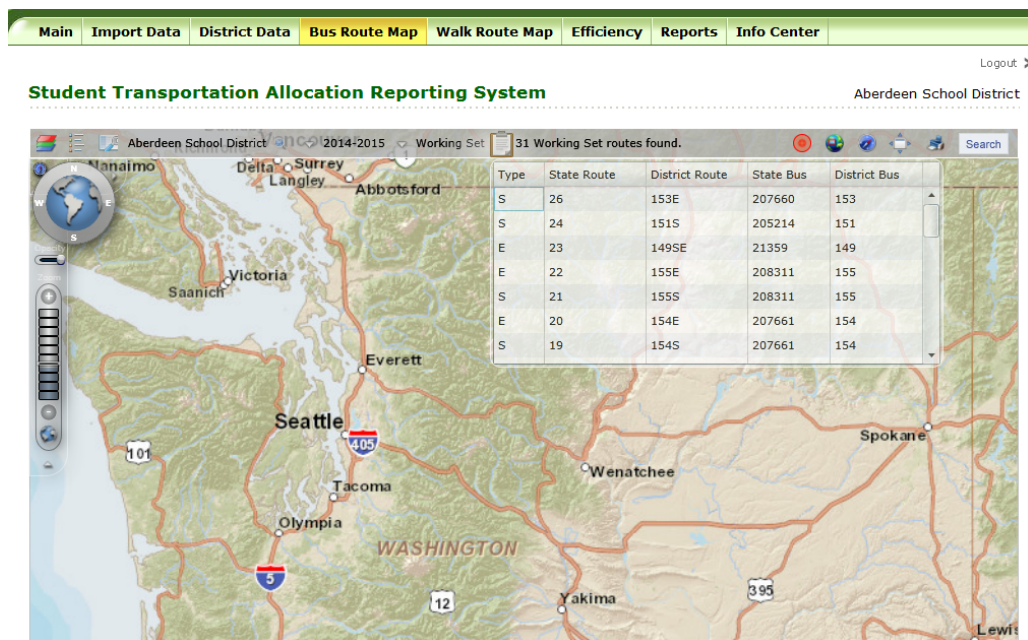 Main Import Data District Data Bus Route Map Walk Route Map Efficiency Reports Info Center
Logout
Student Transportation Allocation Reporting System
Aberdeen School District
Aberdeen School District 2014-2015 Working Set 31 Working Set routes found. Search
Type State Route District Route State Bus District Bus
S 26 153E 207660 153
S 24 151S 205214 151
E 23 149SE 21359 149
E 22 155E 208311 155
S 21 155S 208311 155
E 20 154E 207661 154
S 19 154S 207661 154
N
W E
S
Vancouver
Richmond
1
Nanaimo
Delta
Surrey
Langley
Abbotsford
Victoria
Saanich
Everett
Seattle
405
Spokane
101
Wenatchee
Tacoma
Olympia
WASHINGTON
5
12
Yakima
395
Lewis